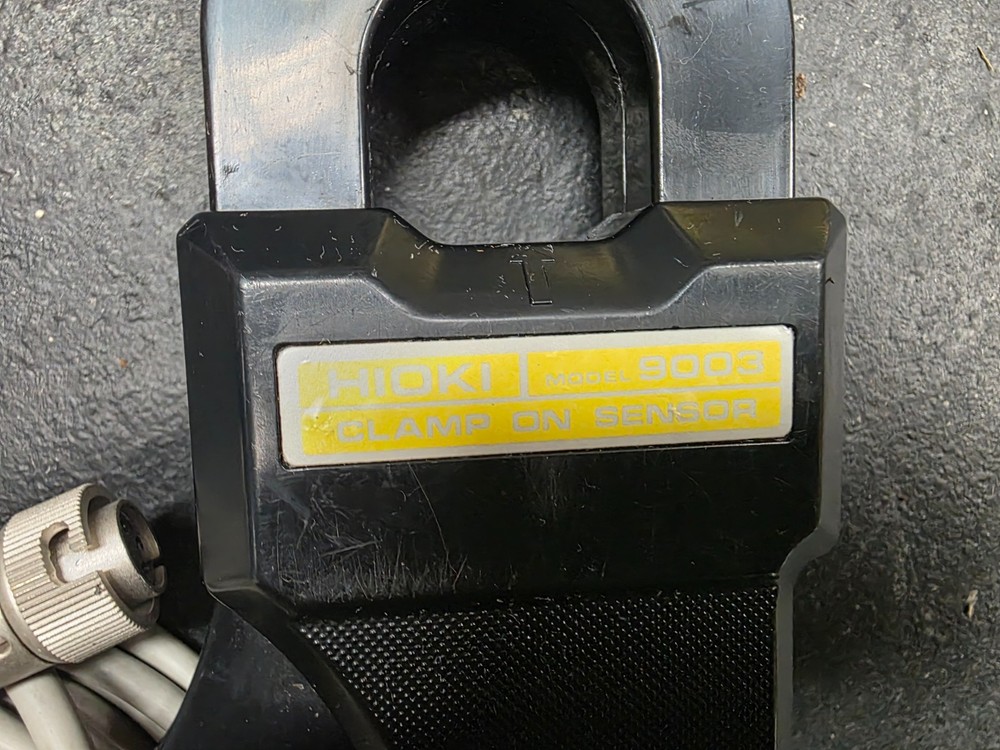 HIOKI MODEL 9003
CLAMP ON SENSOR